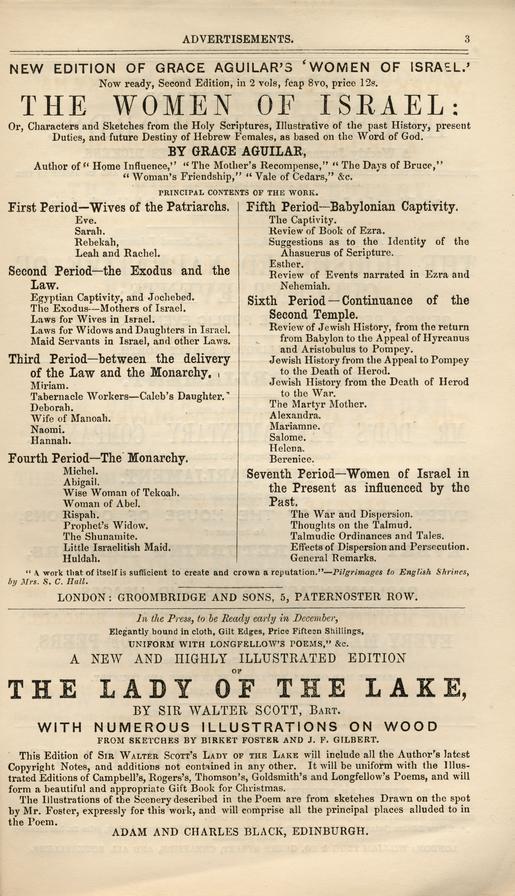 ADVERTISEMENTS. 3
NEW EDITION OF GRACE AGUILAR'S 'WOMEN OF ISRAEL.'
Now ready, Second Edition, in 2 vols, fcap 8vo, price 12s.
THE WOMEN OF ISRAEL:
Or, Characters and Sketches from the Holy Scriptures, Illustrative of the past History, present
Duties, and future Destiny of Hebrew Females, as based on the Word of God.
BY GRACE AGUILAR,
Author of "Home Influence," "The Mother's Recompense," "The Days of Bruce,"
"Woman's Friendship," "Vale of Cedars," &c.
PRINCIPAL CONTENTS OF THE WORK.
First Period—Wives of the Patriarchs.
Eve.
Sarah.
Rebekah,
Leah and Rachel.
Second Period—the Exodus and the
Law.
Egyptian Captivity, and Jochebed.
The Exodus—Mothers of Israel.
Laws for Wives in Israel.
Laws for Widows and Daughters in Israel.
Maid Servants in Israel, and other Laws.
Third Period—between the delivery
of the Law and the Monarchy.
Miriam.
Tabernacle Workers—Caleb's Daughter.
Deborah.
Wife of Manoah.
Naomi.
Hannah.
Fourth Period—The Monarchy.
Michel.
Abigail.
Wise Woman of Tekoah.
Woman of Abel.
Rispah.
Prophet's Widow.
The Shunamite.
Little Israelitish Maid.
Huldah.
Fifth Period—Babylonian Captivity.
The Captivity.
Review of Book of Ezra.
Suggestions as to the Identity of the
Ahasuerus of Scripture.
Esther.
Review of Events narrated in Ezra and
Nehemiah.
Sixth Period—Continuance of the
Second Temple.
Review of Jewish History, from the return
from Babylon to the Appeal of Hyrcanus
and Aristobulus to Pompey.
Jewish History from the Appeal to Pompey
to the Death of Herod.
Jewish History from the Death of Herod
to the War.
The Martyr Mother.
Alexandra.
Mariamne.
Salome.
Helena.
Berenice.
Seventh Period—Women of Israel in
the Present as influenced by the
Past.
The War and Dispersion.
Thoughts on the Talmud.
Talmudic Ordinances and Tales.
Effects of Dispersion and Persecution.
General Remarks.
"A work that of itself is sufficient to create and crown a reputation."—Pilgrimages to English Shrines,
by Mrs. S. C. Hall.
LONDON: GROOMBRIDGE AND SONS, 5, PATERNOSTER ROW.
In the Press, to be Ready early in December,
Elegantly bound in cloth, Gilt Edges, Price Fifteen Shillings,
UNIFORM WITH LONGFELLOW'S POEMS," &c.
A NEW AND HIGHLY ILLUSTRATED EDITION
OF
THE LADY OF THE LAKE,
BY SIR WALTER SCOTT, BART.
WITH NUMEROUS ILLUSTRATIONS ON WOOD
FROM SKETCHES BY BIRKET FOSTER AND J. F. GILBERT.
This Edition of SIR WALTER SCOTT'S LADY OF THE LAKE will include all the Author's latest
Copyright Notes, and additions not contained in any other. It will be uniform with the Illus-
trated Editions of Campbell's, Rogers's, Thomson's, Goldsmith's and Longfellow's Poems, and will
form a beautiful and appropriate Gift Book for Christmas.
The Illustrations of the Scenery described in the Poem are from sketches Drawn on the spot
by Mr. Foster, expressly for this work, and will comprise all the principal places alluded to in
the Poem.
ADAM AND CHARLES BLACK, EDINBURGH.